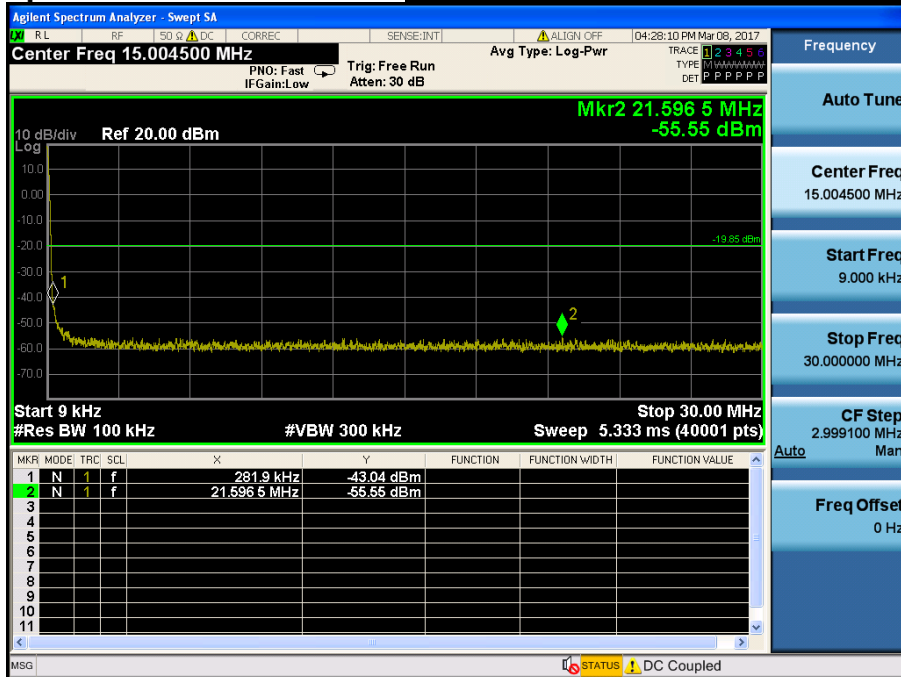 Agilent Spectrum Analyzer - Swept SA
LXI RL RF 50 Ω DC CORREC SENSE:INT ALIGN OFF 04:28:10 PM Mar 08, 2017
Center Freq 15.004500 MHz
PNO: Fast
IFGain:Low
Trig: Free Run
Atten: 30 dB
Avg Type: Log-Pwr
TRACE 1 2 3 4 5 6
TYPE M WWWWW
DET P P P P P P
Mkr2 21.596 5 MHz
-55.55 dBm
10 dB/div Ref 20.00 dBm
Log
10.0
0.00
-10.0
-20.0
-19.85 dBm
-30.0
1
-40.0
-50.0
2
-60.0
-70.0
Start 9 kHz Stop 30.00 MHz
#Res BW 100 kHz #VBW 300 kHz Sweep 5.333 ms (40001 pts)
MKR MODE TRC SCL X Y FUNCTION FUNCTION WIDTH FUNCTION VALUE
1 N 1 f 281.9 kHz -43.04 dBm
2 N 1 f 21.596 5 MHz -55.55 dBm
3
4
5
6
7
8
9
10
11
MSG STATUS DC Coupled
Frequency
Auto Tune
Center Freq
15.004500 MHz
Start Freq
9.000 kHz
Stop Freq
30.000000 MHz
CF Step
2.999100 MHz
Auto Man
Freq Offset
0 Hz